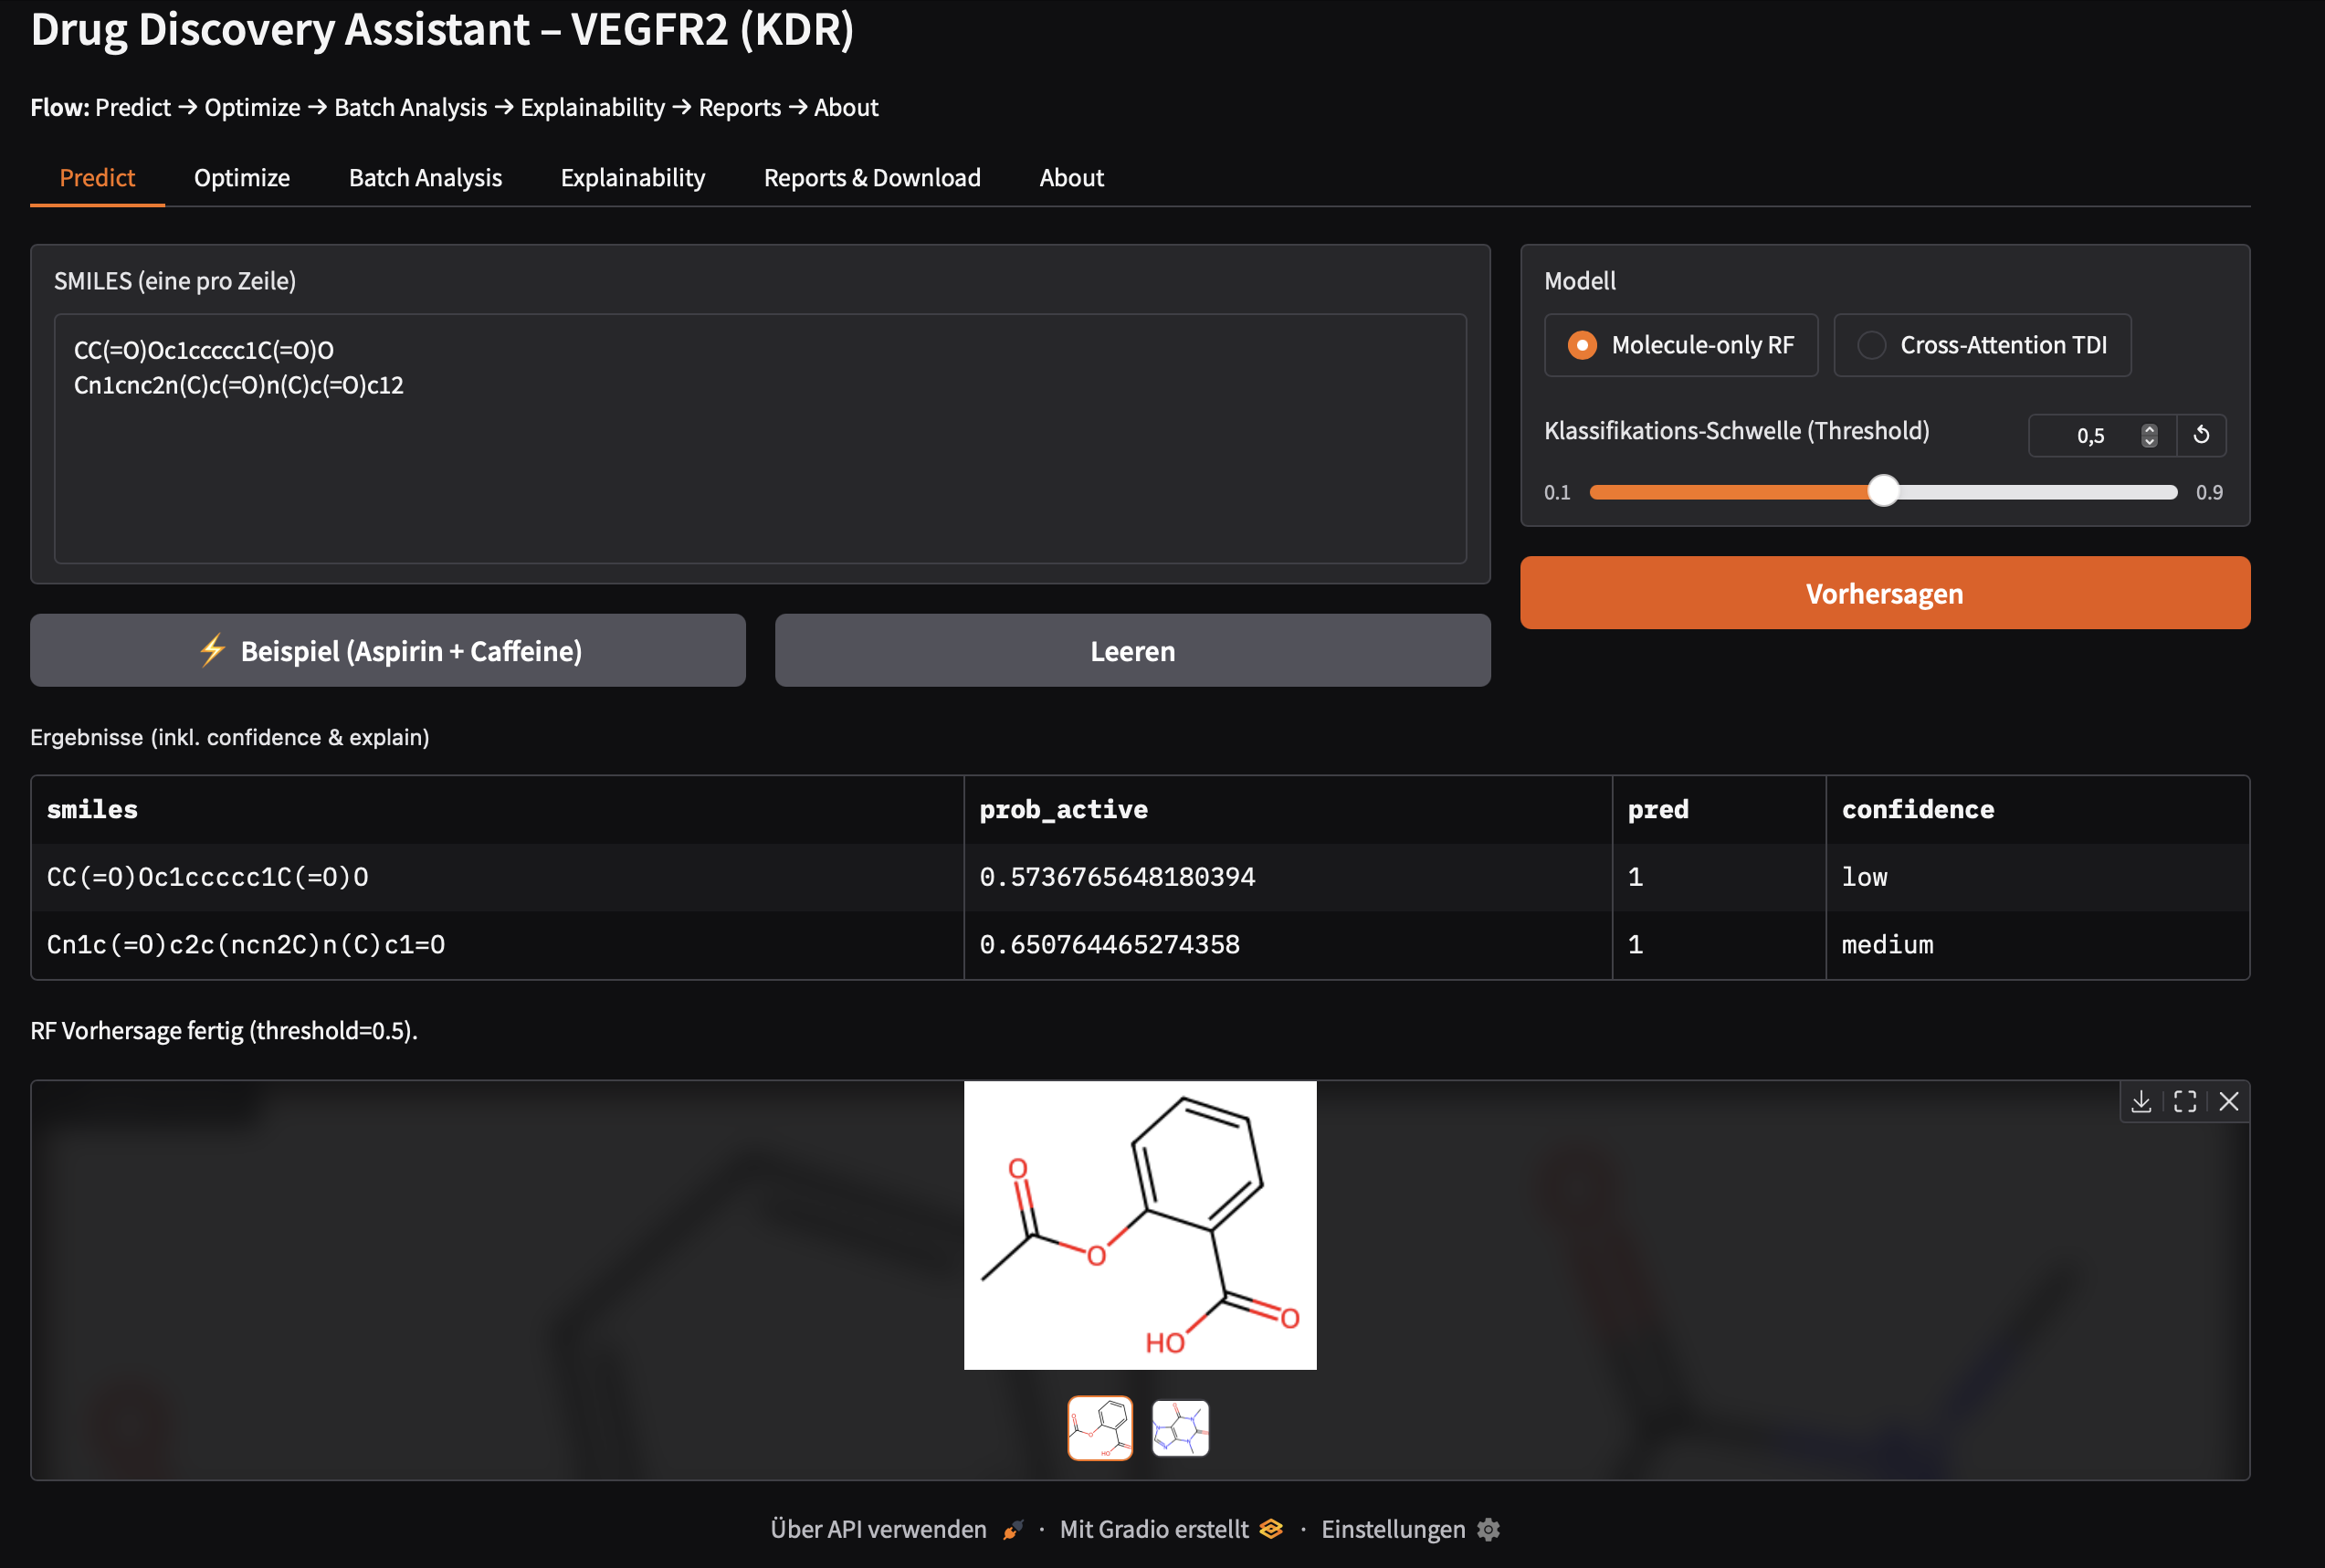 Drug Discovery Assistant – VEGFR2 (KDR)
Flow: Predict → Optimize → Batch Analysis → Explainability → Reports → About
Predict Optimize Batch Analysis Explainability Reports & Download About
SMILES (eine pro Zeile)
CC(=O)Oc1ccccc1C(=O)O
Cn1cnc2n(C)c(=O)n(C)c(=O)c12
⚡ Beispiel (Aspirin + Caffeine)
Leeren
Modell
Molecule-only RF
Cross-Attention TDI
Klassifikations-Schwelle (Threshold)
0,5
0.1
0.9
Vorhersagen
Ergebnisse (inkl. confidence & explain)
smiles prob_active pred confidence
CC(=O)Oc1ccccc1C(=O)O 0.5736765648180394 1 low
Cn1c(=O)c2c(ncn2C)n(C)c1=O 0.650764465274358 1 medium
RF Vorhersage fertig (threshold=0.5).
O
O
O
HO
Über API verwenden · Mit Gradio erstellt · Einstellungen